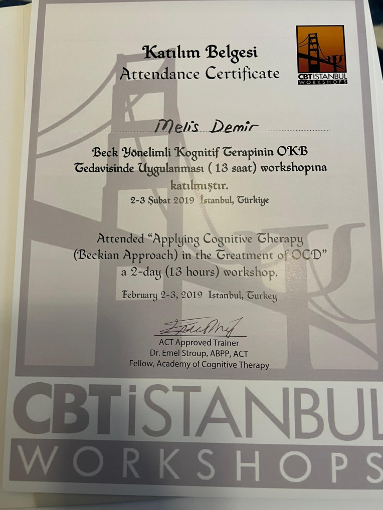 Katılım Belgesi
Attendance Certificate
CBTİSTANBUL
WORKSHOPS
Melis Demir
Beck Yönelimli Kognitif Terapinin OKB
Tedavisinde Uygulanması ( 13 saat) workshopına
katılmıştır.
2-3 Şubat 2019 İstanbul, Türkiye
Attended "Applying Cognitive Therapy
(Beckian Approach) in the Treatment of OCD"
a 2-day (13 hours) workshop.
February 2-3, 2019 Istanbul, Turkey
ACT Approved Trainer
Dr. Emel Stroup, ABPP, ACT
Fellow, Academy of Cognitive Therapy
CBTİSTANBUL
WORKSHOPS